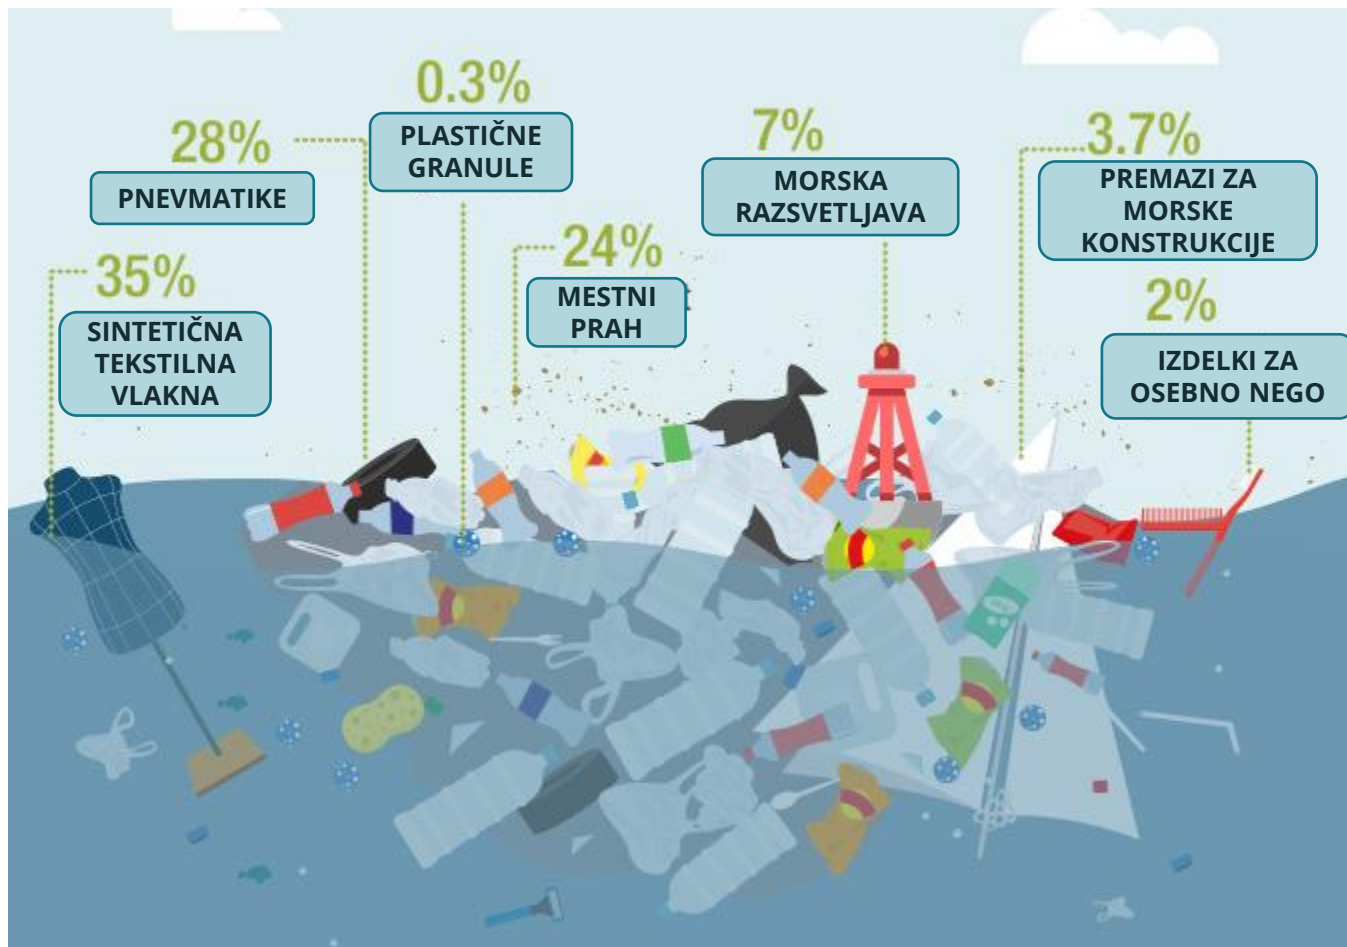 0.3%
PLASTIČNE
GRANULE
28%
PNEVMATIKE
7%
MORSKA
RAZSVETLJAVA
3.7%
PREMAZI ZA
MORSKE
KONSTRUKCIJE
24%
MESTNI
PRAH
35%
SINTETIČNA
TEKSTILNA
VLAKNA
2%
IZDELKI ZA
OSEBNO NEGO